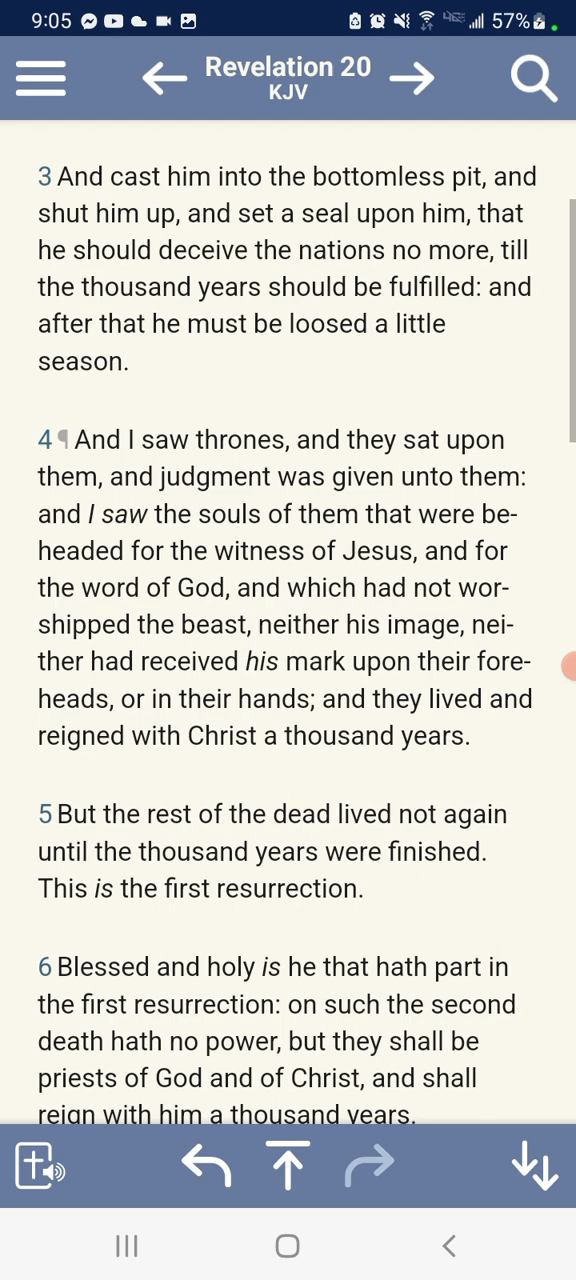 9:05
57%
Revelation 20
KJV
3 And cast him into the bottomless pit, and
shut him up, and set a seal upon him, that
he should deceive the nations no more, till
the thousand years should be fulfilled: and
after that he must be loosed a little
season.
4 ¶ And I saw thrones, and they sat upon
them, and judgment was given unto them:
and I saw the souls of them that were be-
headed for the witness of Jesus, and for
the word of God, and which had not wor-
shipped the beast, neither his image, nei-
ther had received his mark upon their fore-
heads, or in their hands; and they lived and
reigned with Christ a thousand years.
5 But the rest of the dead lived not again
until the thousand years were finished.
This is the first resurrection.
6 Blessed and holy is he that hath part in
the first resurrection: on such the second
death hath no power, but they shall be
priests of God and of Christ, and shall
reign with him a thousand years.